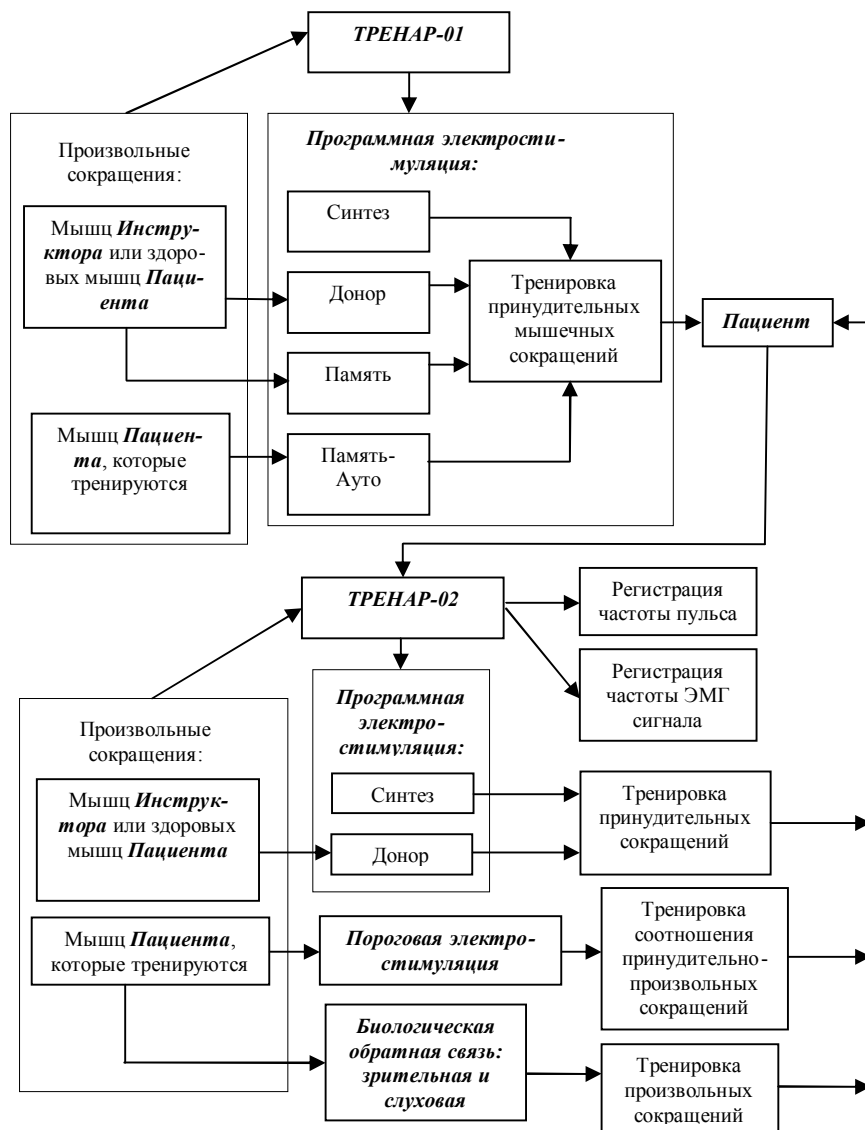 ТРЕНАР-01
Произвольные
сокращения:
Мышц Инстру-
ктора или здоро-
вых мышц Паци-
ента
Мышц Пациен-
та, которые
тренируются
Программная электрости-
муляция:
Синтез
Донор
Память
Память-
Ауто
Тренировка
принудительных
мышечных
сокращений
Пациент
ТРЕНАР-02
Регистрация
частоты пульса
Регистрация
частоты ЭМГ
сигнала
Произвольные
сокращения:
Мышц Инструк-
тора или здоровых
мышц Пациента
Мышц Пациента,
которые тренируются
Программная
электро-
стимуляция:
Синтез
Донор
Тренировка
принудительных
сокращений
Пороговая электро-
стимуляция
Тренировка
соотношения
принудительно-
произвольных
сокращений
Биологическая
обратная связь:
зрительная и
слуховая
Тренировка
произвольных
сокращений